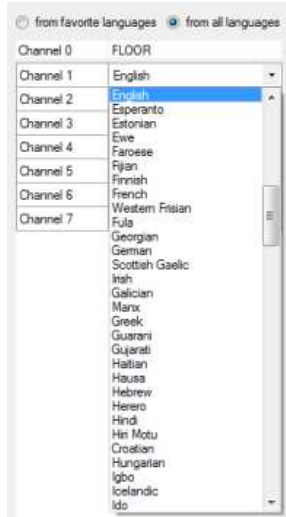 from favorite languages from all languages
Channel 0 FLOOR
Channel 1 English
Channel 2 English
Esperanto
Channel 3 Estonian
Ewe
Channel 4 Faroese
Fijian
Channel 5 Finnish
Channel 6 French
Western Frisian
Channel 7 Fula
Georgian
German
Scottish Gaelic
Irish
Galician
Manx
Greek
Guarani
Gujarati
Haitian
Hausa
Hebrew
Herero
Hindi
Hiri Motu
Croatian
Hungarian
Igbo
Icelandic
Ido